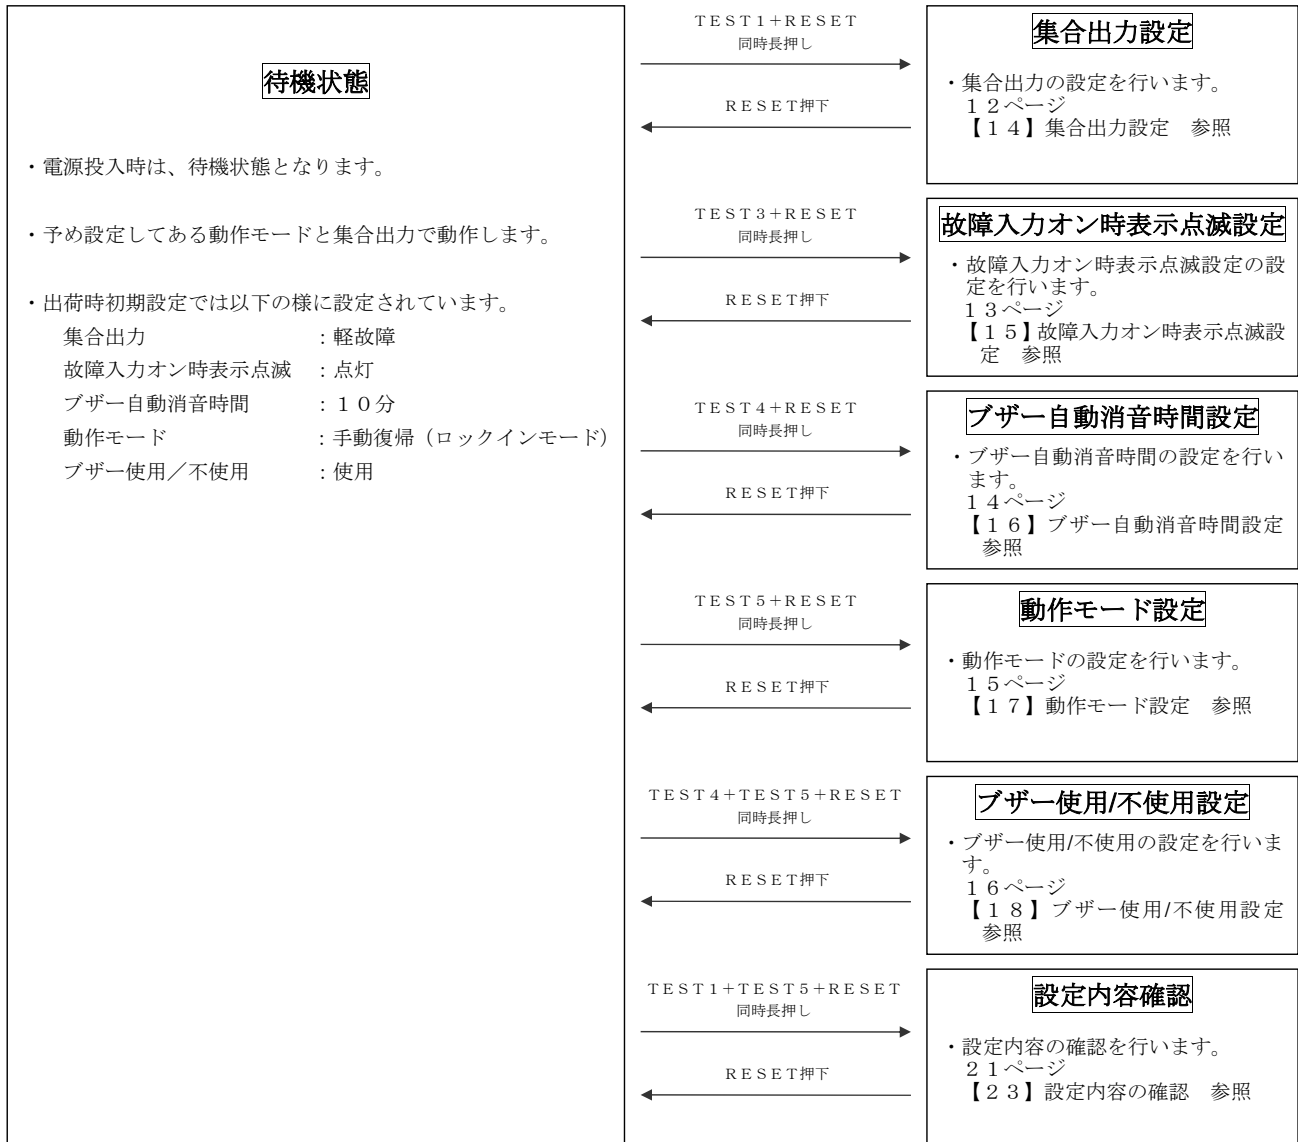 待機状態
・電源投入時は、待機状態となります。
・予め設定してある動作モードと集合出力で動作します。
・出荷時初期設定では以下の様に設定されています。
集合出力　　　　　　　　：軽故障
故障入力オン時表示点滅　：点灯
ブザー自動消音時間　　　：１０分
動作モード　　　　　　　：手動復帰（ロックインモード）
ブザー使用／不使用　　　：使用
ＴＥＳＴ１＋ＲＥＳＥＴ
同時長押し
ＲＥＳＥＴ押下
集合出力設定
・集合出力の設定を行います。
１２ページ
【１４】集合出力設定　参照
ＴＥＳＴ３＋ＲＥＳＥＴ
同時長押し
ＲＥＳＥＴ押下
故障入力オン時表示点滅設定
・故障入力オン時表示点滅設定の設
定を行います。
１３ページ
【１５】故障入力オン時表示点滅設
定　参照
ＴＥＳＴ４＋ＲＥＳＥＴ
同時長押し
ＲＥＳＥＴ押下
ブザー自動消音時間設定
・ブザー自動消音時間の設定を行い
ます。
１４ページ
【１６】ブザー自動消音時間設定
参照
ＴＥＳＴ５＋ＲＥＳＥＴ
同時長押し
ＲＥＳＥＴ押下
動作モード設定
・動作モードの設定を行います。
１５ページ
【１７】動作モード設定　参照
ＴＥＳＴ４＋ＴＥＳＴ５＋ＲＥＳＥＴ
同時長押し
ＲＥＳＥＴ押下
ブザー使用/不使用設定
・ブザー使用/不使用の設定を行いま
す。
１６ページ
【１８】ブザー使用/不使用設定
参照
ＴＥＳＴ１＋ＴＥＳＴ５＋ＲＥＳＥＴ
同時長押し
ＲＥＳＥＴ押下
設定内容確認
・設定内容の確認を行います。
２１ページ
【２３】設定内容の確認　参照